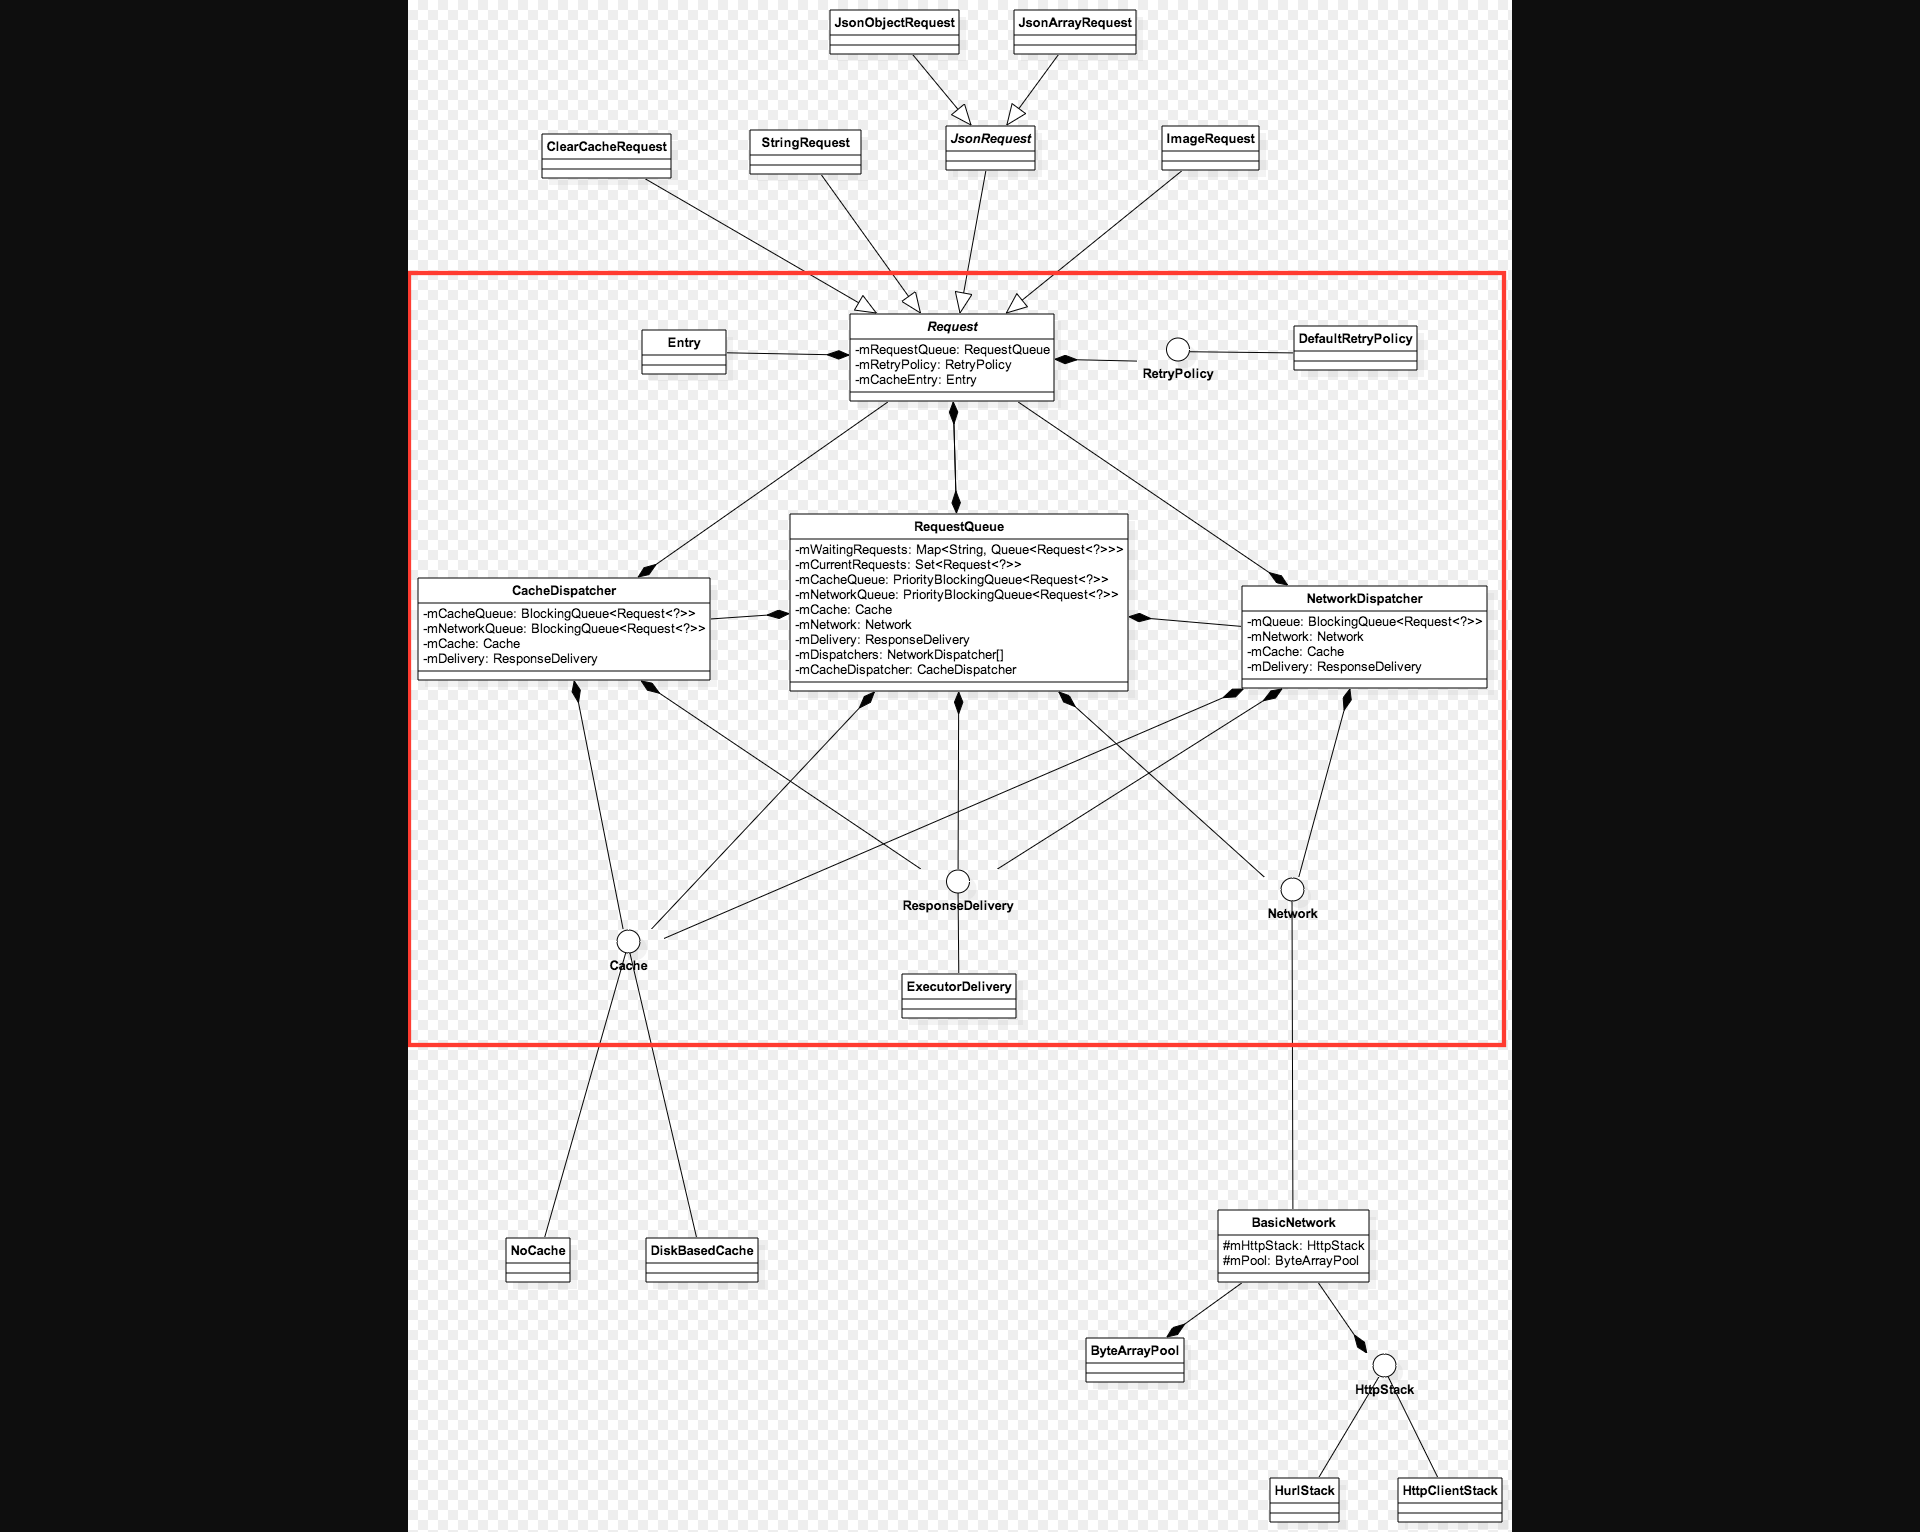 JsonObjectRequest
JsonArrayRequest
ClearCacheRequest
StringRequest
JsonRequest
ImageRequest
Entry
Request
-mRequestQueue: RequestQueue
-mRetryPolicy: RetryPolicy
-mCacheEntry: Entry
RetryPolicy
DefaultRetryPolicy
CacheDispatcher
-mCacheQueue: BlockingQueue<Request<?>>
-mNetworkQueue: BlockingQueue<Request<?>>
-mCache: Cache
-mDelivery: ResponseDelivery
RequestQueue
-mWaitingRequests: Map<String, Queue<Request<?>>>
-mCurrentRequests: Set<Request<?>>
-mCacheQueue: PriorityBlockingQueue<Request<?>>
-mNetworkQueue: PriorityBlockingQueue<Request<?>>
-mCache: Cache
-mNetwork: Network
-mDelivery: ResponseDelivery
-mDispatchers: NetworkDispatcher[]
-mCacheDispatcher: CacheDispatcher
NetworkDispatcher
-mQueue: BlockingQueue<Request<?>>
-mNetwork: Network
-mCache: Cache
-mDelivery: ResponseDelivery
ResponseDelivery
Network
Cache
ExecutorDelivery
NoCache
DiskBasedCache
BasicNetwork
#mHttpStack: HttpStack
#mPool: ByteArrayPool
ByteArrayPool
HttpStack
HurlStack
HttpClientStack